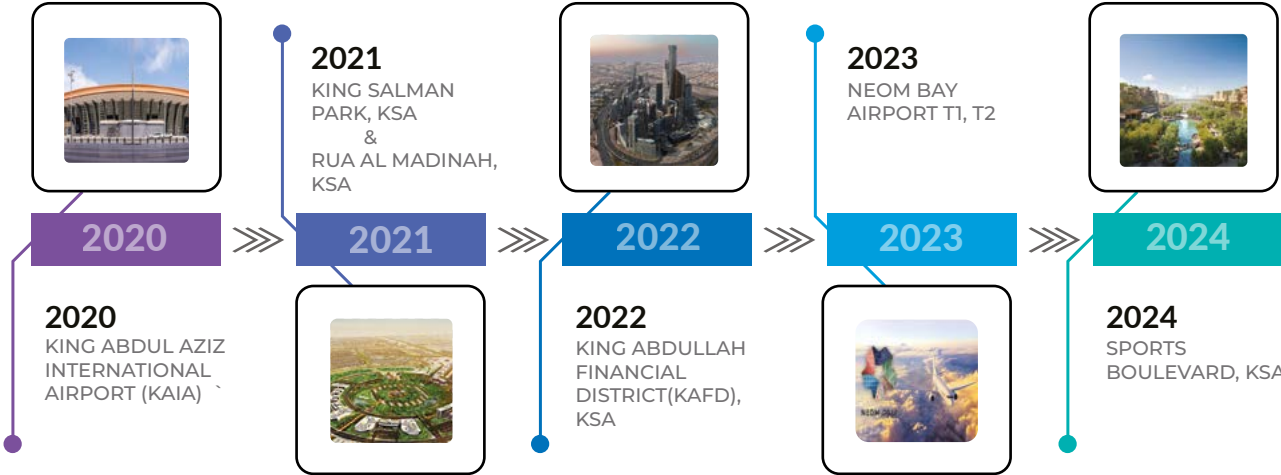 2021
KING SALMAN
PARK, KSA
&
RUA AL MADINAH,
KSA
2023
NEOM BAY
AIRPORT T1, T2
2020
2021
2022
2023
2024
2020
KING ABDUL AZIZ
INTERNATIONAL
AIRPORT (KAIA) `
2022
KING ABDULLAH
FINANCIAL
DISTRICT(KAFD),
KSA
NEOM
2024
SPORTS
BOULEVARD, KSA